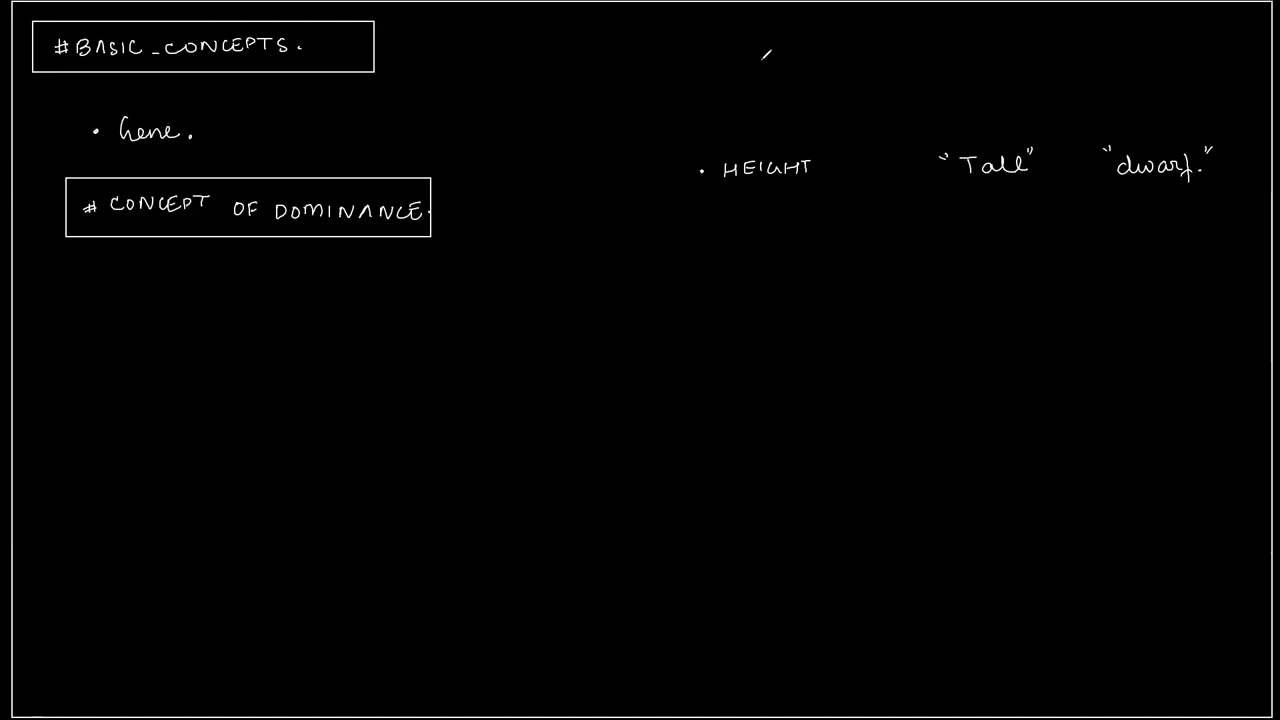 #BASIC_CONCEPTS.
• Gene.
• HEIGHT "Tall" "dwarf."
# CONCEPT OF DOMINANCE.